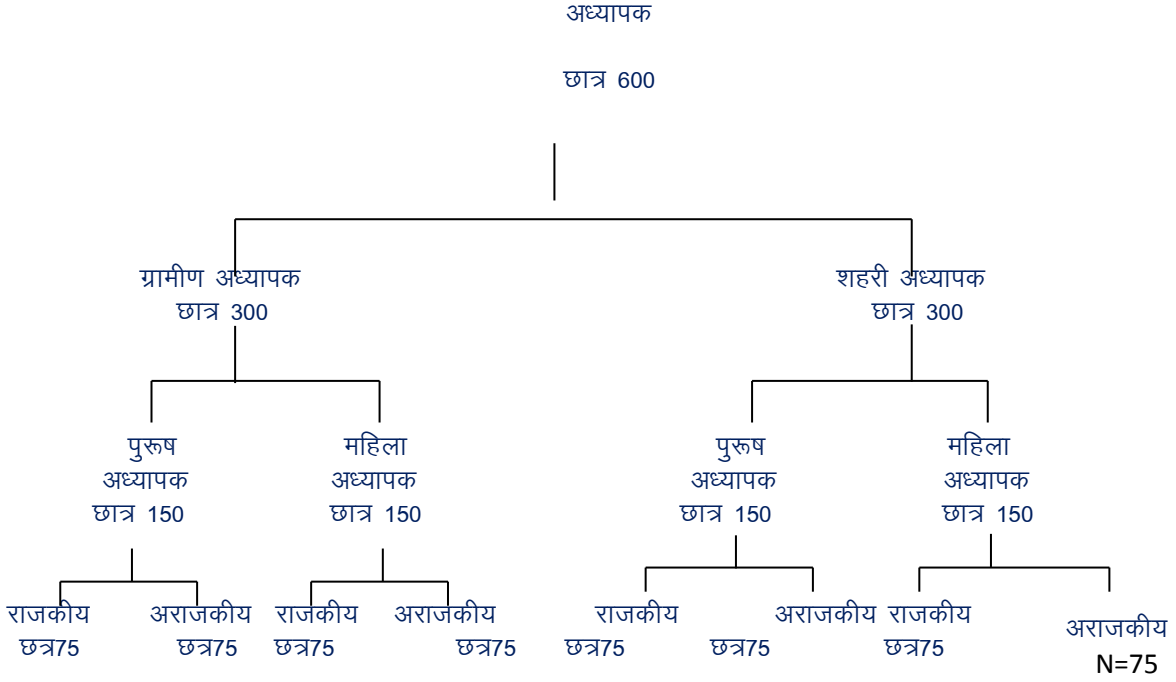 अध्यापक
छात्र 600
ग्रामीण अध्यापक
छात्र 300
शहरी अध्यापक
छात्र 300
पुरूष
अध्यापक
छात्र 150
महिला
अध्यापक
छात्र 150
पुरूष
अध्यापक
छात्र 150
महिला
अध्यापक
छात्र 150
राजकीय
छत्र75
अराजकीय
छत्र75
राजकीय
छत्र75
अराजकीय
छत्र75
राजकीय
छत्र75
अराजकीय
छत्र75
राजकीय
छत्र75
अराजकीय
N=75